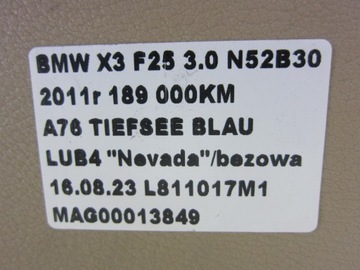 BMW X3 F25 3.0 N52B30
2011r 189 000KM
A76 TIEFSEE BLAU
LUB4 "Nevada"/bezowa
16.08.23 L811017M1
MAG00013849